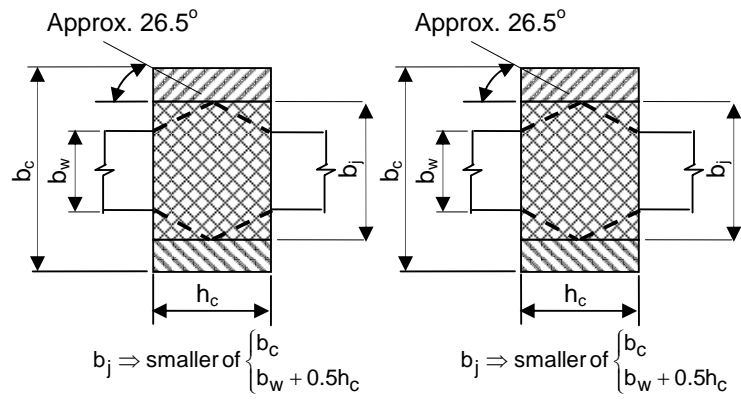 Approx. 26.5° Approx. 26.5°
b_c b_w b_j b_c b_w b_j
h_c h_c
b_j ⇒ smaller of { b_c b_j ⇒ smaller of { b_c
b_w + 0.5h_c b_w + 0.5h_c